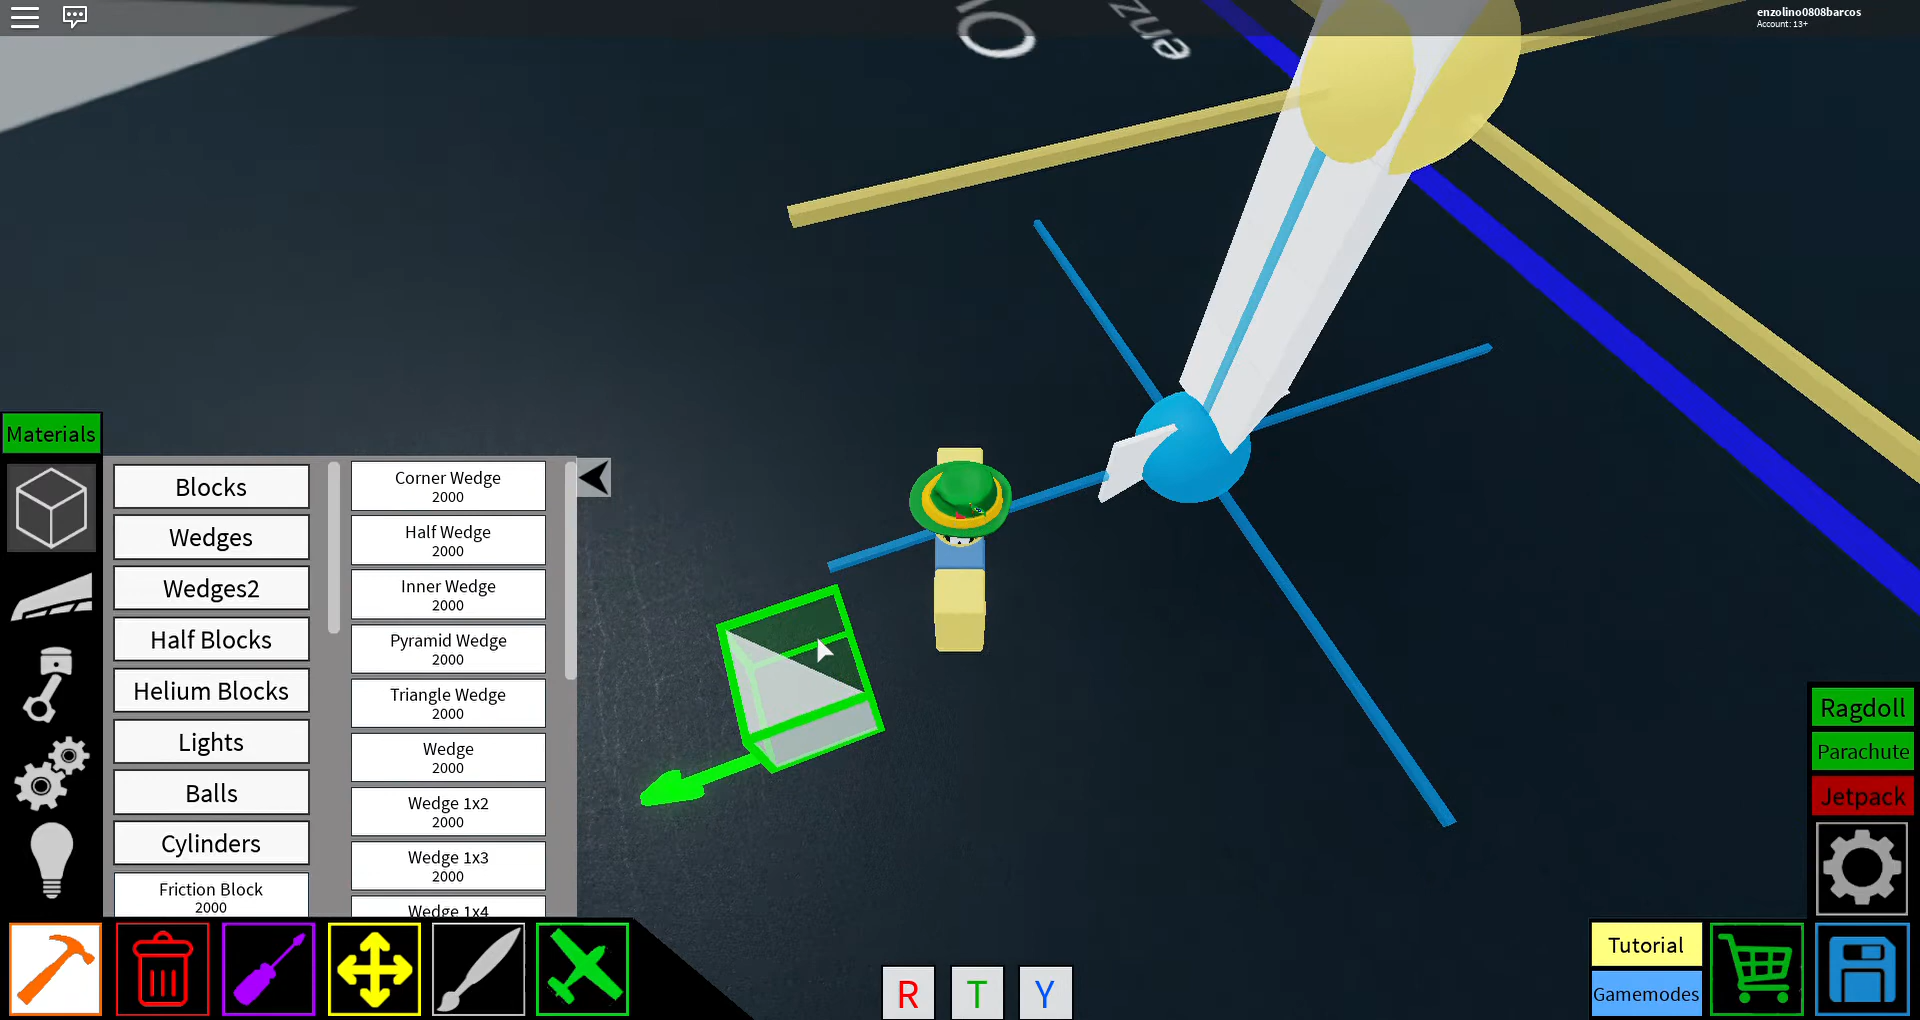 enzolino0808barcos
Account: 13+
enz
Materials
Blocks
Wedges
Wedges2
Half Blocks
Helium Blocks
Lights
Balls
Cylinders
Friction Block
2000
Corner Wedge
2000
Half Wedge
2000
Inner Wedge
2000
Pyramid Wedge
2000
Triangle Wedge
2000
Wedge
2000
Wedge 1x2
2000
Wedge 1x3
2000
Wedge 1x4
Ragdoll
Parachute
Jetpack
Tutorial
Gamemodes
R T Y